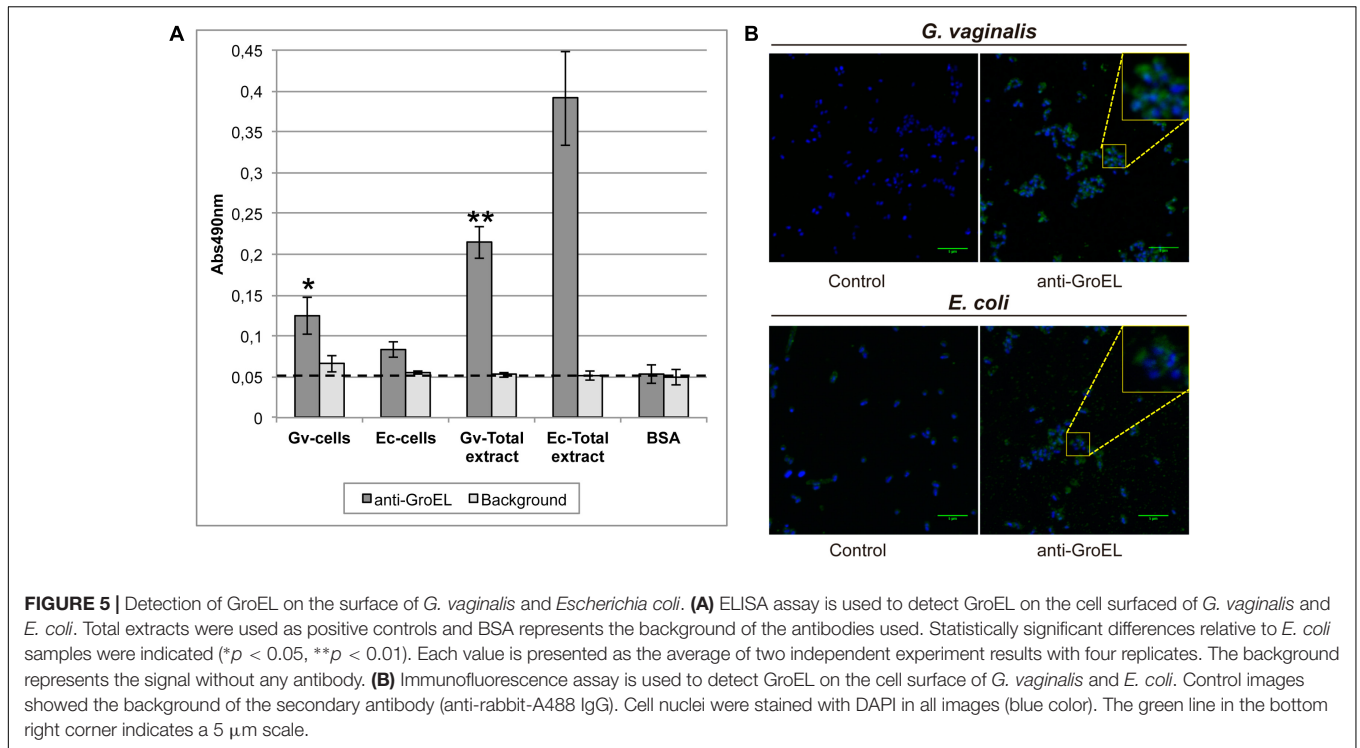 A
0,45
0,4
0,35
0,3
0,25
0,2
0,15
0,1
0,05
0
Abs490nm
*
**
Gv-cells
Ec-cells
Gv-Total extract
Ec-Total extract
BSA
anti-GroEL
Background
B
G. vaginalis
Control
anti-GroEL
E. coli
Control
anti-GroEL
FIGURE 5 | Detection of GroEL on the surface of G. vaginalis and Escherichia coli. (A) ELISA assay is used to detect GroEL on the cell surfaced of G. vaginalis and
E. coli. Total extracts were used as positive controls and BSA represents the background of the antibodies used. Statistically significant differences relative to E. coli
samples were indicated (*p < 0.05, **p < 0.01). Each value is presented as the average of two independent experiment results with four replicates. The background
represents the signal without any antibody. (B) Immunofluorescence assay is used to detect GroEL on the cell surface of G. vaginalis and E. coli. Control images
showed the background of the secondary antibody (anti-rabbit-A488 IgG). Cell nuclei were stained with DAPI in all images (blue color). The green line in the bottom
right corner indicates a 5 μm scale.